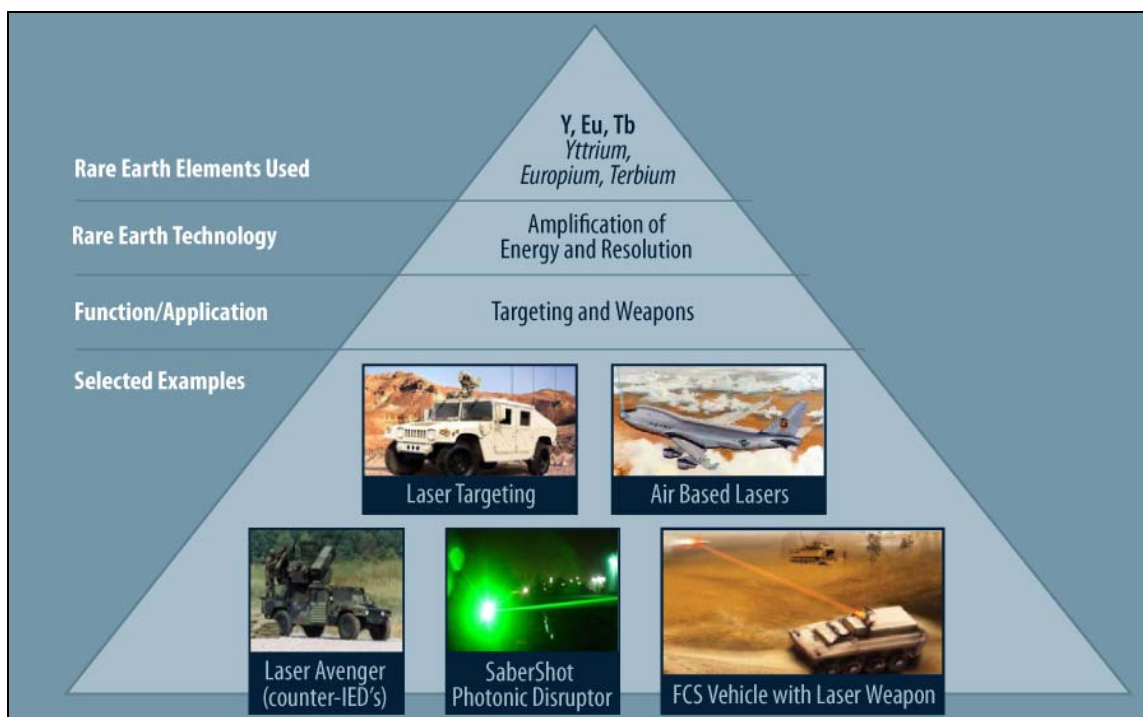 Y, Eu, Tb
Yttrium,
Europium, Terbium
Rare Earth Elements Used
Amplification of
Energy and Resolution
Rare Earth Technology
Function/Application
Targeting and Weapons
Selected Examples
Laser Targeting
Air Based Lasers
Laser Avenger
(counter-IED's)
SaberShot
Photonic Disruptor
FCS Vehicle with Laser Weapon